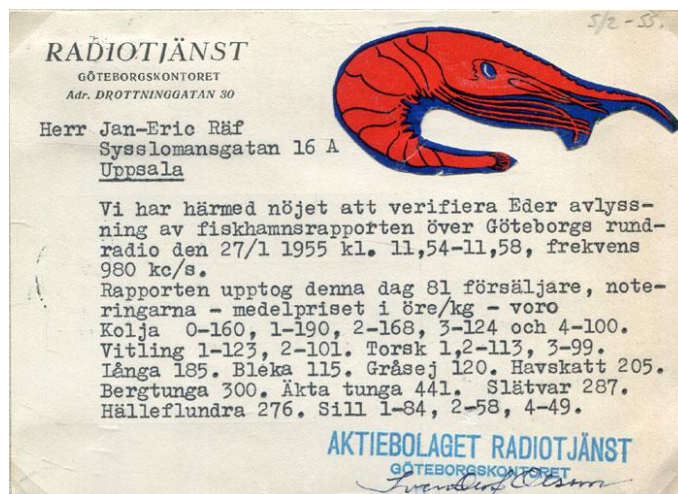 5/2-55.
RADIOTJÄNST
GÖTEBORGSKONTORET
Adr. DROTTNINGGATAN 30
Herr Jan-Eric Räf
Sysslomansgatan 16 A
Uppsala
Vi har härmed nöjet att verifiera Eder avlyss-
ning av fiskhamnsrapporten över Göteborgs rund-
radio den 27/1 1955 kl. 11,54-11,58, frekvens
980 kc/s.
Rapporten upptog denna dag 81 försäljare, note-
ringarna - medelpriset i öre/kg - voro
Kolja 0-160, 1-190, 2-168, 3-124 och 4-100.
Vitling 1-123, 2-101. Torsk 1,2-113, 3-99.
Långa 185. Bleka 115. Gråsej 120. Havskatt 205.
Bergtunga 300. Äkta tunga 441. Slätvar 287.
Hälleflundra 276. Sill 1-84, 2-58, 4-49.
AKTIEBOLAGET RADIOTJÄNST
GÖTEBORGSKONTORET
Sven Olof Olsson